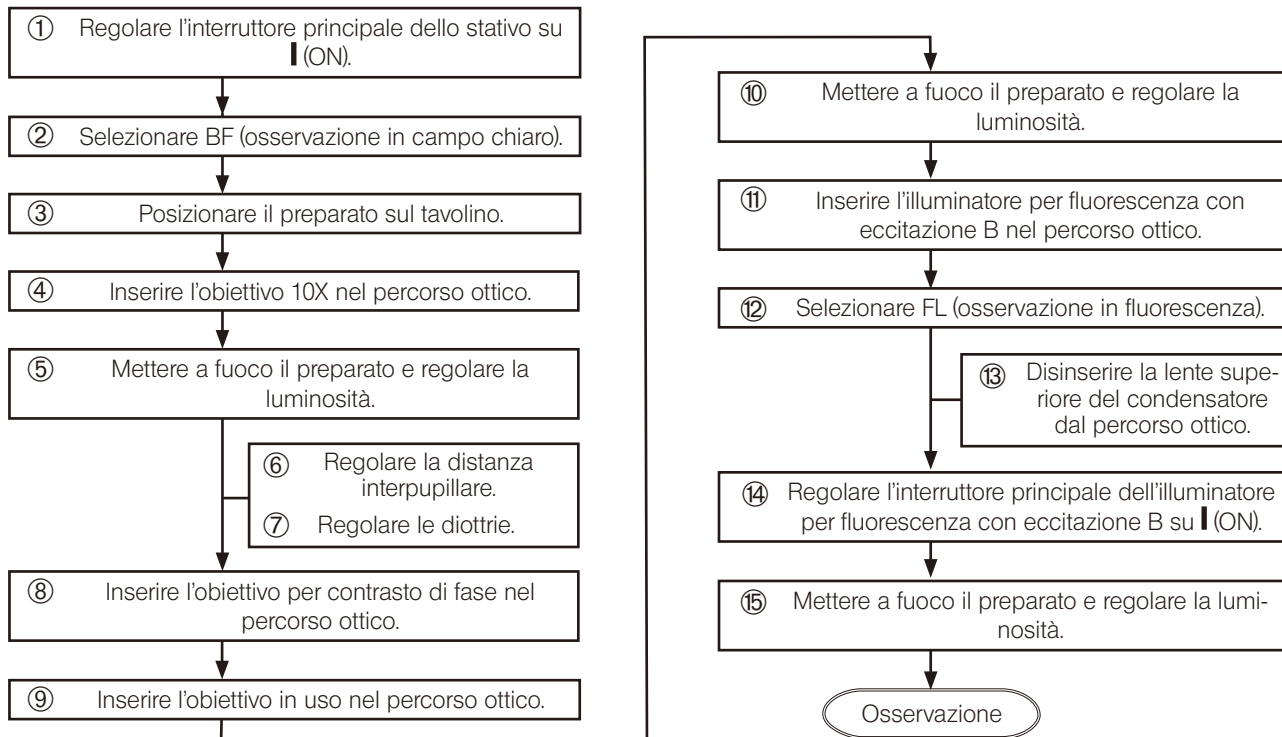 ① Regolare l’interruttore principale dello stativo su
I (ON).
② Selezionare BF (osservazione in campo chiaro).
③ Posizionare il preparato sul tavolino.
④ Inserire l’obiettivo 10X nel percorso ottico.
⑤ Mettere a fuoco il preparato e regolare la
luminosità.
⑥ Regolare la distanza
interpupillare.
⑦ Regolare le diottrie.
⑧ Inserire l’obiettivo per contrasto di fase nel
percorso ottico.
⑨ Inserire l’obiettivo in uso nel percorso ottico.
⑩ Mettere a fuoco il preparato e regolare la
luminosità.
⑪ Inserire l’illuminatore per fluorescenza con
eccitazione B nel percorso ottico.
⑫ Selezionare FL (osservazione in fluorescenza).
⑬ Disinserire la lente supe-
riore del condensatore
dal percorso ottico.
⑭ Regolare l’interruttore principale dell’illuminatore
per fluorescenza con eccitazione B su I (ON).
⑮ Mettere a fuoco il preparato e regolare la lumi-
nosità.
Osservazione